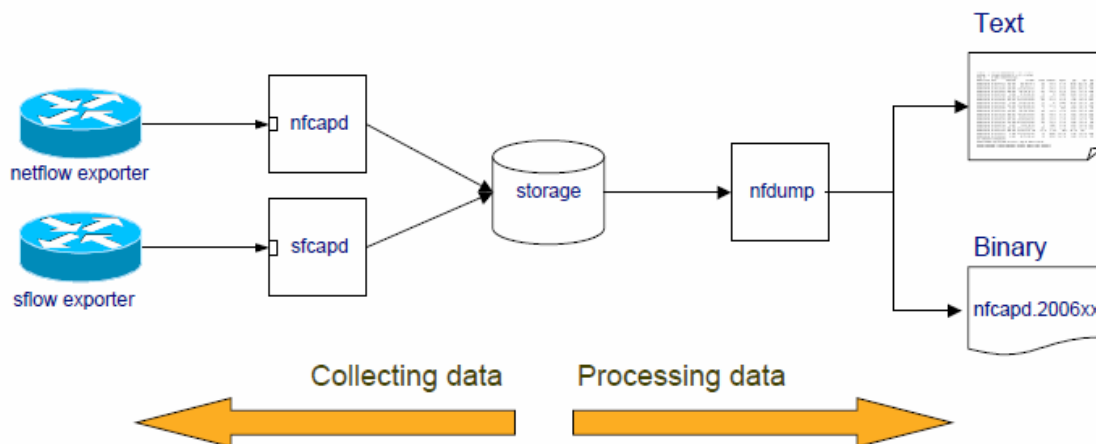 Text
nfcapd
netflow exporter
storage
nfdump
sfcapd
sflow exporter
Binary
nfcapd.2006xx
Collecting data
Processing data